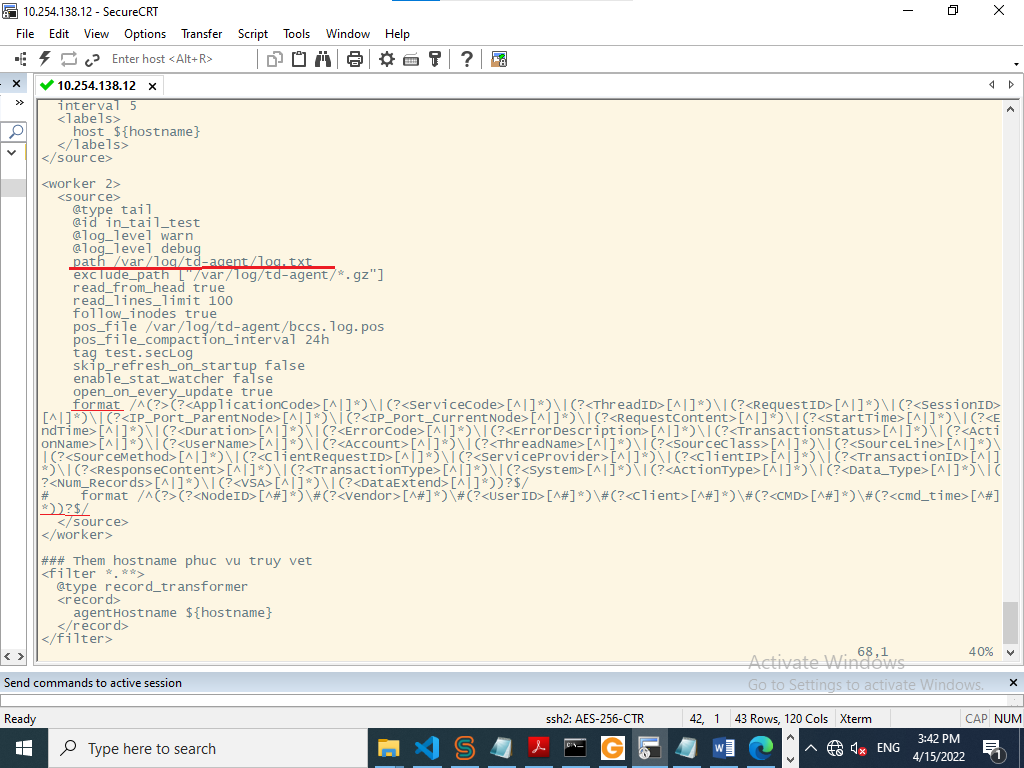 10.254.138.12 - SecureCRT
File Edit View Options Transfer Script Tools Window Help
Enter host <Alt+R>
10.254.138.12
interval 5
<labels>
host ${hostname}
</labels>
</source>
<worker 2>
<source>
@type tail
@id in_tail_test
@log_level warn
@log_level debug
path /var/log/td-agent/log.txt
exclude_path ["/var/log/td-agent/*.gz"]
read_from_head true
read_lines_limit 100
follow_inodes true
pos_file /var/log/td-agent/bccs.log.pos
pos_file_compaction_interval 24h
tag test.secLog
skip_refresh_on_startup false
enable_stat_watcher false
open_on_every_update true
format /^(?>(?<ApplicationCode>[^|]*)\|(?<ServiceCode>[^|]*)\|(?<ThreadID>[^|]*)\|(?<RequestID>[^|]*)\|(?<SessionID>
[^|]*)\|(?<IP_Port_ParentNode>[^|]*)\|(?<IP_Port_CurrentNode>[^|]*)\|(?<RequestContent>[^|]*)\|(?<StartTime>[^|]*)\|(?<E
ndTime>[^|]*)\|(?<Duration>[^|]*)\|(?<ErrorCode>[^|]*)\|(?<ErrorDescription>[^|]*)\|(?<TransactionStatus>[^|]*)\|(?<Acti
onName>[^|]*)\|(?<UserName>[^|]*)\|(?<Account>[^|]*)\|(?<ThreadName>[^|]*)\|(?<SourceClass>[^|]*)\|(?<SourceLine>[^|]*)\
|(?<SourceMethod>[^|]*)\|(?<ClientRequestID>[^|]*)\|(?<ServiceProvider>[^|]*)\|(?<ClientIP>[^|]*)\|(?<TransactionID>[^|]
*)\|(?<ResponseContent>[^|]*)\|(?<TransactionType>[^|]*)\|(?<System>[^|]*)\|(?<ActionType>[^|]*)\|(?<Data_Type>[^|]*)\|(
?<Num_Records>[^|]*)\|(?<VSA>[^|]*)\|(?<DataExtend>[^|]*))?$/
# format /^(?>(?<NodeID>[^#]*)\#(?<Vendor>[^#]*)\#(?<UserID>[^#]*)\#(?<Client>[^#]*)\#(?<CMD>[^#]*)\#(?<cmd_time>[^#]
*))?$/
</source>
</worker>
### Them hostname phuc vu truy vet
<filter *.**>
@type record_transformer
<record>
agentHostname ${hostname}
</record>
</filter>
68,1 40%
Activate Windows
Go to Settings to activate Windows.
Send commands to active session
Ready ssh2: AES-256-CTR 42, 1 43 Rows, 120 Cols Xterm CAP NUM
Type here to search
ENG
3:42 PM
4/15/2022
1